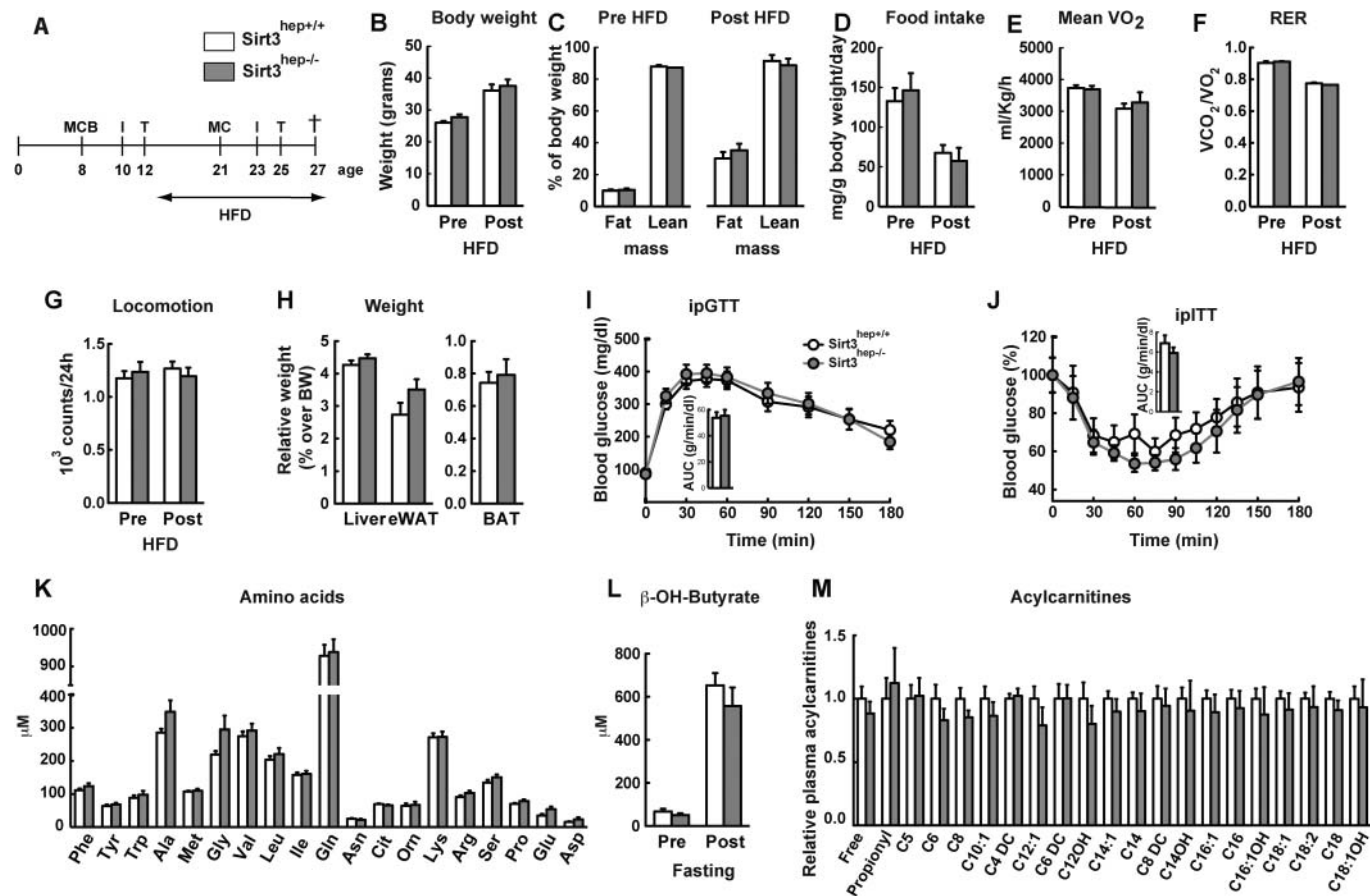 A
Sirt3hep+/+
Sirt3hep-/-
MCB I T MC I T †
0 8 10 12 21 23 25 27 age
HFD
B
Body weight
Weight (grams)
50
40
30
20
10
0
Pre Post
HFD
C
Pre HFD Post HFD
% of body weight
100
80
60
40
20
0
Fat Lean Fat Lean
mass mass
D
Food intake
mg/g body weight/day
200
150
100
50
0
Pre Post
HFD
E
Mean VO2
ml/Kg/h
5000
4000
3000
2000
1000
0
Pre Post
HFD
F
RER
VCO2/VO2
1.0
0.8
0.6
0.4
0.2
0.0
Pre Post
HFD
G
Locomotion
10³ counts/24h
1.5
1.0
0.5
0.0
Pre Post
HFD
H
Weight
Relative weight
(% over BW)
5
4
3
2
1
0
Liver eWAT
1.0
0.8
0.6
0.4
0.2
0.0
BAT
I
ipGTT
Blood glucose (mg/dl)
500
400
300
200
100
0
Sirt3hep+/+
Sirt3hep-/-
AUC (g/min/dl)
60
40
20
0
0 30 60 90 120 150 180
Time (min)
J
ipITT
Blood glucose (%)
120
100
80
60
40
AUC (g/min/dl)
8
6
4
2
0
0 30 60 90 120 150 180
Time (min)
K
Amino acids
µM
1000
900
400
300
200
100
0
Phe Tyr Trp Ala Met Gly Val Leu Ile Gln Asn Cit Orn Lys Arg Ser Pro Glu Asp
L
β-OH-Butyrate
µM
800
600
400
200
0
Pre Post
Fasting
M
Acylcarnitines
Relative plasma acylcarnitines
1.5
1.0
0.5
0.0
Free Propionyl C5 C6 C8 C10:1 C4 DC C12:1 C6 DC C12OH C14:1 C14 C8 DC C14OH C16:1 C16 C16:1OH C18:1 C18:2 C18 C18:1OH